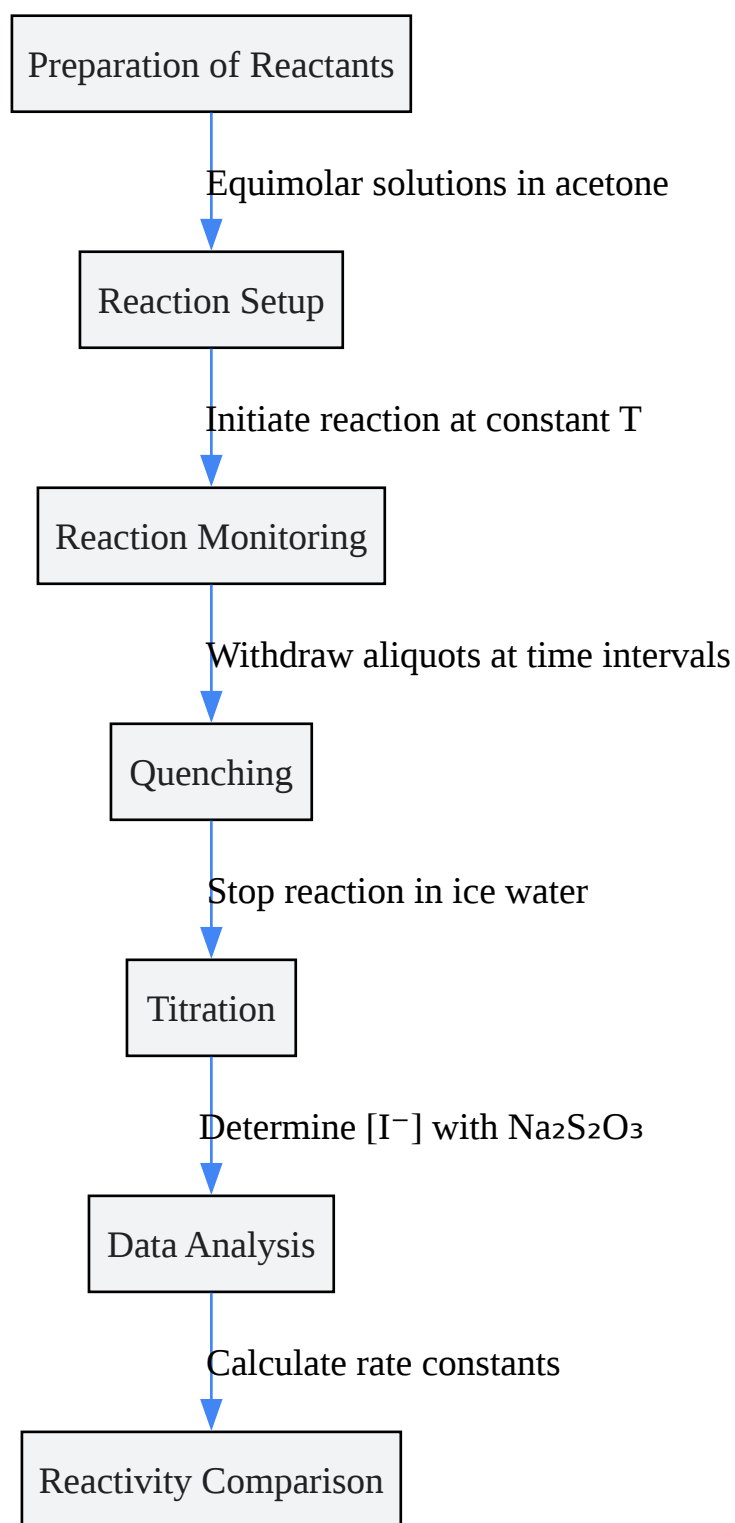 Preparation of Reactants
Equimolar solutions in acetone
Reaction Setup
Initiate reaction at constant T
Reaction Monitoring
Withdraw aliquots at time intervals
Quenching
Stop reaction in ice water
Titration
Determine [I⁻] with Na₂S₂O₃
Data Analysis
Calculate rate constants
Reactivity Comparison